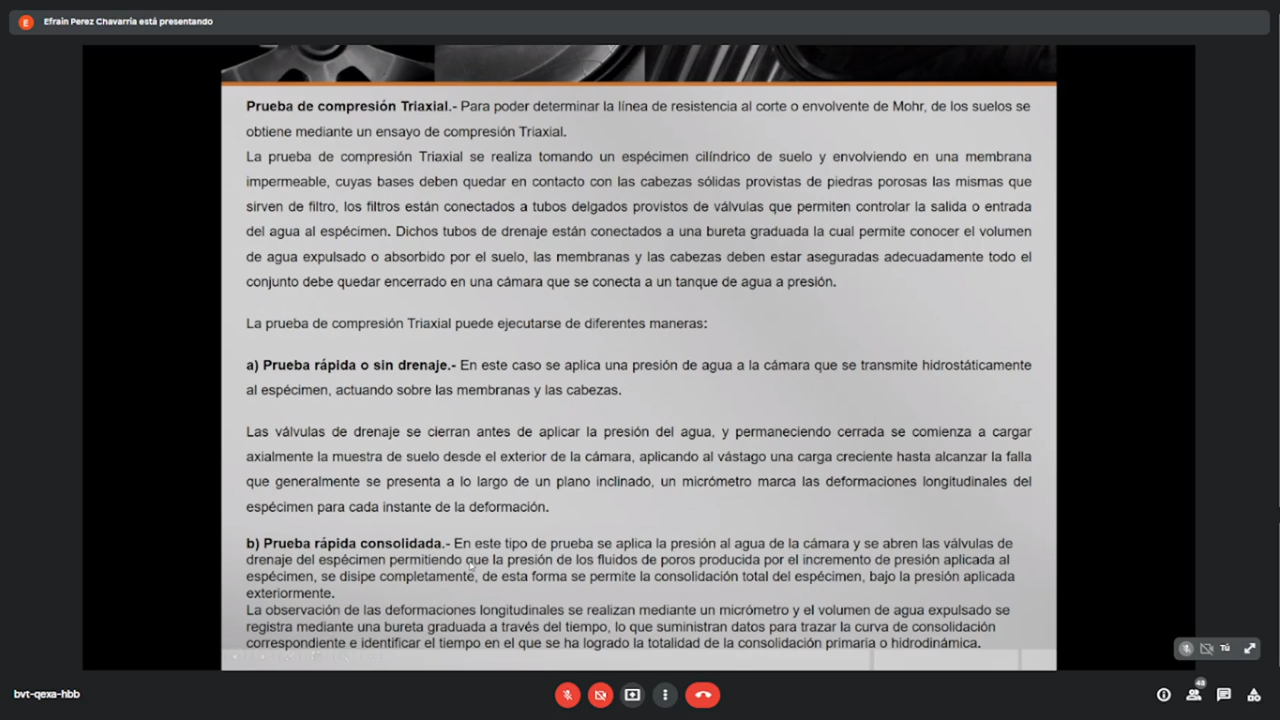 E
Efrain Perez Chavarria está presentando
Prueba de compresión Triaxial.- Para poder determinar la línea de resistencia al corte o envolvente de Mohr, de los suelos se
obtiene mediante un ensayo de compresión Triaxial.
La prueba de compresión Triaxial se realiza tomando un espécimen cilíndrico de suelo y envolviendo en una membrana
impermeable, cuyas bases deben quedar en contacto con las cabezas sólidas provistas de piedras porosas las mismas que
sirven de filtro, los filtros están conectados a tubos delgados provistos de válvulas que permiten controlar la salida o entrada
del agua al espécimen. Dichos tubos de drenaje están conectados a una bureta graduada la cual permite conocer el volumen
de agua expulsado o absorbido por el suelo, las membranas y las cabezas deben estar aseguradas adecuadamente todo el
conjunto debe quedar encerrado en una cámara que se conecta a un tanque de agua a presión.
La prueba de compresión Triaxial puede ejecutarse de diferentes maneras:
a) Prueba rápida o sin drenaje.- En este caso se aplica una presión de agua a la cámara que se transmite hidrostáticamente
al espécimen, actuando sobre las membranas y las cabezas.
Las válvulas de drenaje se cierran antes de aplicar la presión del agua, y permaneciendo cerrada se comienza a cargar
axialmente la muestra de suelo desde el exterior de la cámara, aplicando al vástago una carga creciente hasta alcanzar la falla
que generalmente se presenta a lo largo de un plano inclinado, un micrómetro marca las deformaciones longitudinales del
espécimen para cada instante de la deformación.
b) Prueba rápida consolidada.- En este tipo de prueba se aplica la presión al agua de la cámara y se abren las válvulas de
drenaje del espécimen permitiendo que la presión de los fluidos de poros producida por el incremento de presión aplicada al
espécimen, se disipe completamente, de esta forma se permite la consolidación total del espécimen, bajo la presión aplicada
exteriormente.
La observación de las deformaciones longitudinales se realizan mediante un micrómetro y el volumen de agua expulsado se
registra mediante una bureta graduada a través del tiempo, lo que suministran datos para trazar la curva de consolidación
correspondiente e identificar el tiempo en el que se ha logrado la totalidad de la consolidación primaria o hidrodinámica.
Tú
bvt-qexa-hbb
48